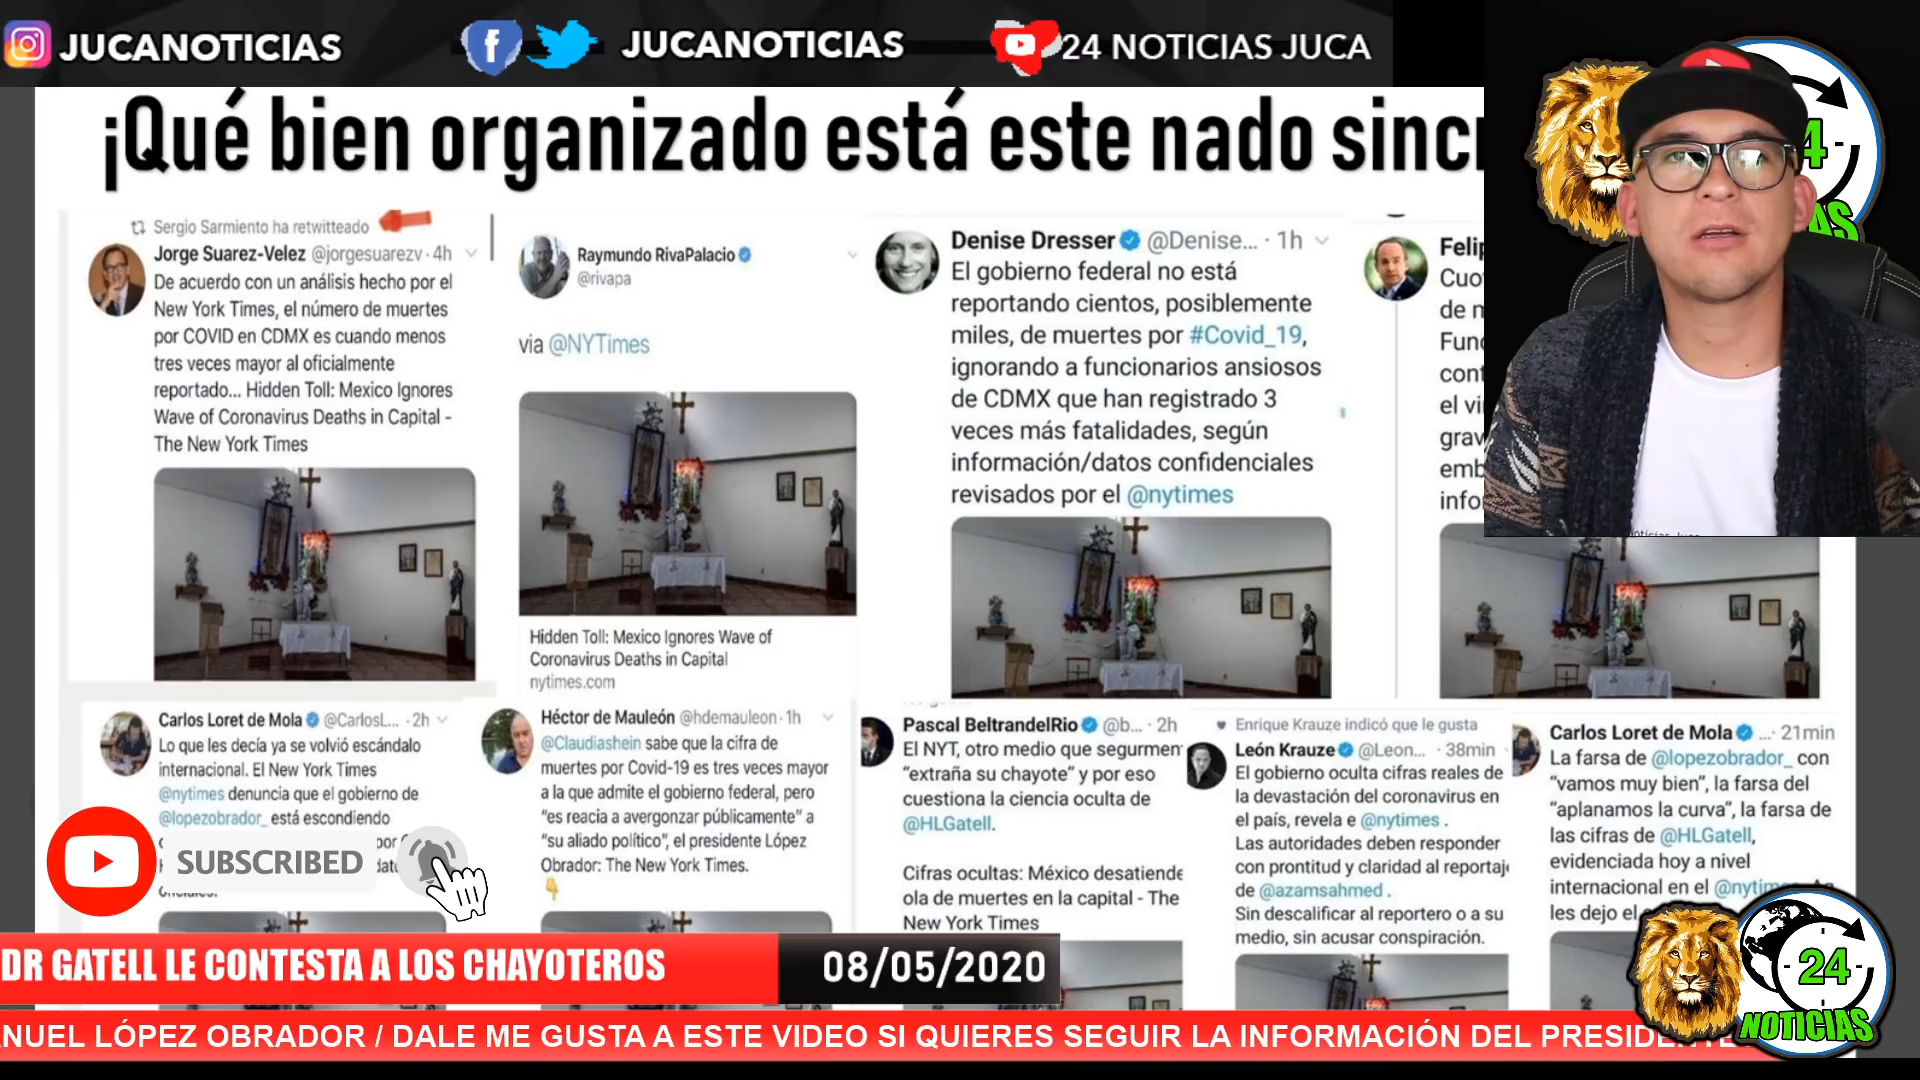 JUCANOTICIAS
JUCANOTICIAS
24 NOTICIAS JUCA
¡Qué bien organizado está este nado
Sergio Sarmiento ha retwitteado
Jorge Suarez-Velez @jorgesuarezv · 4h
De acuerdo con un análisis hecho por el
New York Times, el número de muertes
por COVID en CDMX es cuando menos
tres veces mayor al oficialmente
reportado... Hidden Toll: Mexico Ignores
Wave of Coronavirus Deaths in Capital -
The New York Times
Raymundo RivaPalacio
@rivapa
via @NYTimes
Hidden Toll: Mexico Ignores Wave of
Coronavirus Deaths in Capital
nytimes.com
Denise Dresser @Denise... · 1h
El gobierno federal no está
reportando cientos, posiblemente
miles, de muertes por #Covid_19,
ignorando a funcionarios ansiosos
de CDMX que han registrado 3
veces más fatalidades, según
información/datos confidenciales
revisados por el @nytimes
Carlos Loret de Mola @CarlosL... · 2h
Lo que les decía ya se volvió escándalo
internacional. El New York Times
@nytimes denuncia que el gobierno de
@lopezobrador_ está escondiendo
Héctor de Mauleón @hdemauleon · 1h
@Claudiashein sabe que la cifra de
muertes por Covid-19 es tres veces mayor
a la que admite el gobierno federal, pero
“es reacia a avergonzar públicamente” a
“su aliado político”, el presidente López
Obrador: The New York Times.
Pascal BeltrandelRio @b... · 2h
El NYT, otro medio que segurmen
“extraña su chayote” y por eso
cuestiona la ciencia oculta de
@HLGatell.
Cifras ocultas: México desatiende
ola de muertes en la capital - The
New York Times
Enrique Krauze indicó que le gusta
León Krauze @Leon... · 38min
El gobierno oculta cifras reales de
la devastación del coronavirus en
el país, revela e @nytimes .
Las autoridades deben responder
con prontitud y claridad al reportaj
de @azamsahmed .
Sin descalificar al reportero o a su
medio, sin acusar conspiración.
Carlos Loret de Mola ... · 21min
La farsa de @lopezobrador_ con
“vamos muy bien”, la farsa del
“aplanamos la curva”, la farsa de
las cifras de @HLGatell,
evidenciada hoy a nivel
internacional en el @nytimes
les dejo el
SUBSCRIBED
DR GATELL LE CONTESTA A LOS CHAYOTEROS
08/05/2020
24
NOTICIAS
NUEL LÓPEZ OBRADOR / DALE ME GUSTA A ESTE VIDEO SI QUIERES SEGUIR LA INFORMACIÓN DEL